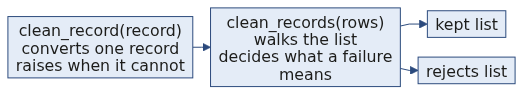 clean_record(record)
converts one record
raises when it cannot
clean_records(rows)
walks the list
decides what a failure
means
kept list
rejects list